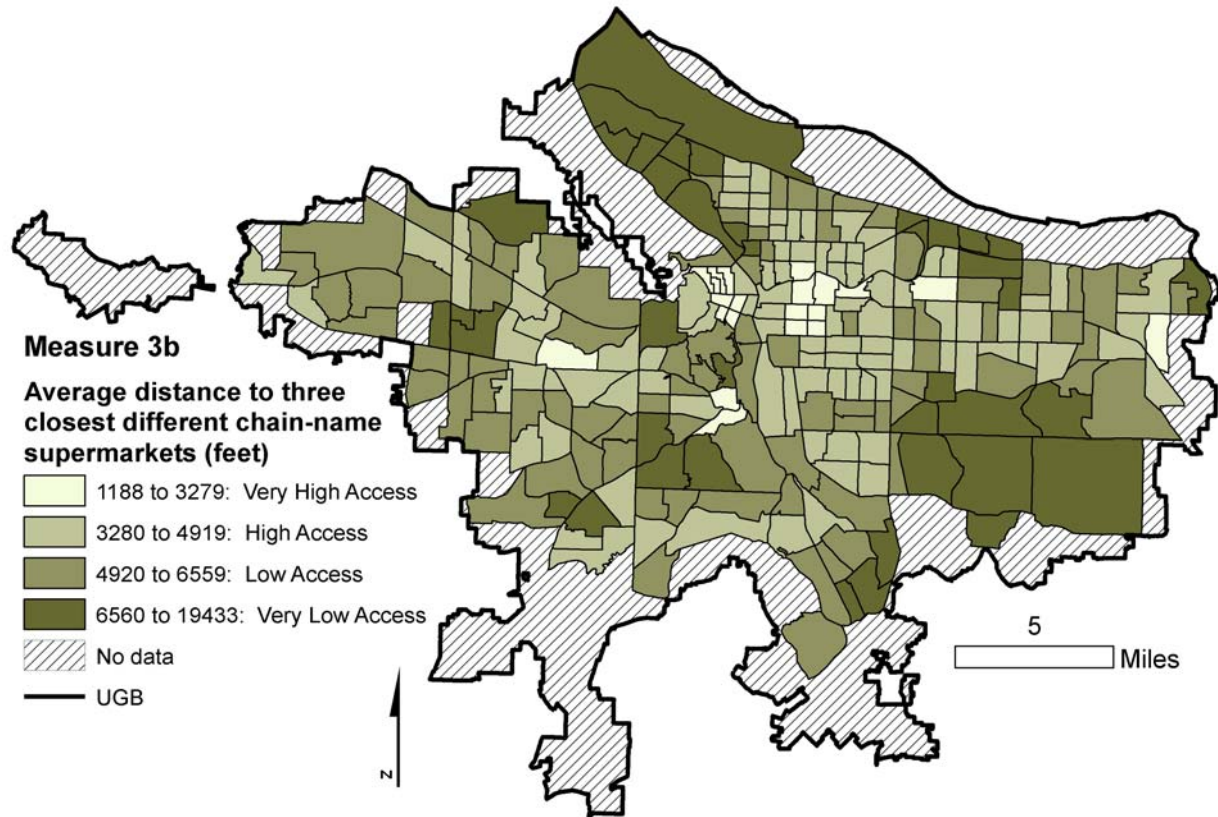 Measure 3b
Average distance to three
closest different chain-name
supermarkets (feet)
1188 to 3279: Very High Access
3280 to 4919: High Access
4920 to 6559: Low Access
6560 to 19433: Very Low Access
No data
UGB
N
5
Miles